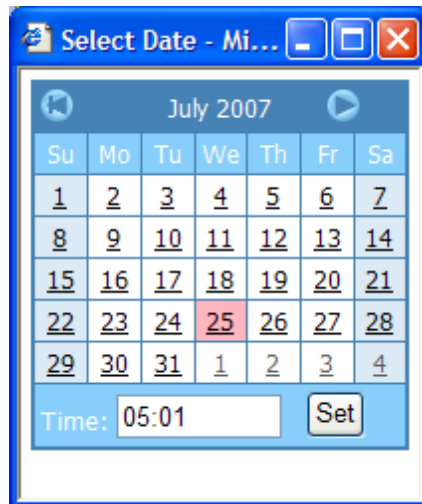 Select Date - Mi...
July 2007
Su Mo Tu We Th Fr Sa
1 2 3 4 5 6 7
8 9 10 11 12 13 14
15 16 17 18 19 20 21
22 23 24 25 26 27 28
29 30 31 1 2 3 4
Time: 05:01 Set